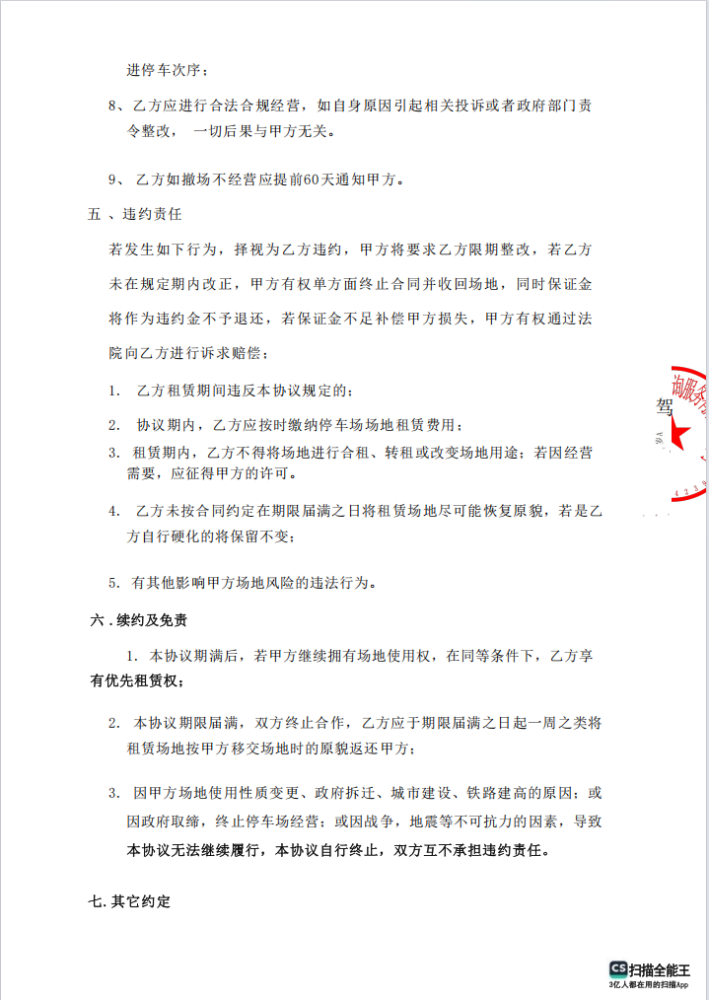 进停车次序；
8、乙方应进行合法合规经营，如自身原因引起相关投诉或者政府部门责
令整改， 一切后果与甲方无关。
9、 乙方如撤场不经营应提前60天通知甲方。
五 、违约责任
若发生如下行为，择视为乙方违约，甲方将要求乙方限期整改，若乙方
未在规定期内改正，甲方有权单方面终止合同并收回场地，同时保证金
将作为违约金不予退还，若保证金不足补偿甲方损失，甲方有权通过法
院向乙方进行诉求赔偿；
1. 乙方租赁期间违反本协议规定的；
2. 协议期内，乙方应按时缴纳停车场场地租赁费用；
3. 租赁期内，乙方不得将场地进行合租、转租或改变场地用途；若因经营
需要，应征得甲方的许可。
4. 乙方未按合同约定在期限届满之日将租赁场地尽可能恢复原貌，若是乙
方自行硬化的将保留不变；
5. 有其他影响甲方场地风险的违法行为。
六 .续约及免责
1. 本协议期满后，若甲方继续拥有场地使用权，在同等条件下，乙方享
有优先租赁权；
2. 本协议期限届满，双方终止合作，乙方应于期限届满之日起一周之类将
租赁场地按甲方移交场地时的原貌返还甲方；
3. 因甲方场地使用性质变更、政府拆迁、城市建设、铁路建高的原因；或
因政府取缔，终止停车场经营；或因战争，地震等不可抗力的因素，导致
本协议无法继续履行，本协议自行终止，双方互不承担违约责任。
七.其它约定
询服务
驾
CS 扫描全能王
3亿人都在用的扫描App